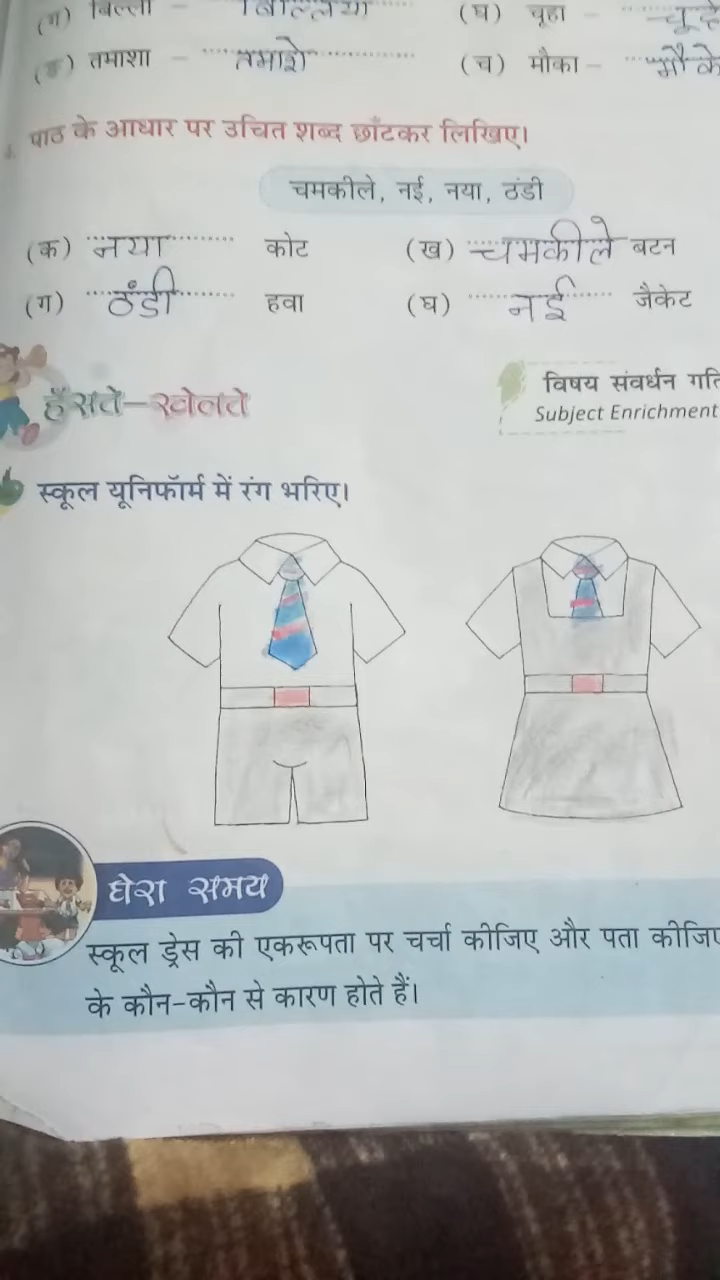 (ग) बिल्ली – बिल्लियाँ (घ) चूहा – चूहे
(ङ) तमाशा – तमाशे (च) मौका – मौके
पाठ के आधार पर उचित शब्द छाँटकर लिखिए।
चमकीले, नई, नया, ठंडी
(क) नया कोट (ख) चमकीले बटन
(ग) ठंडी हवा (घ) नई जैकेट
हँसते-खेलते
विषय संवर्धन गति
Subject Enrichment
स्कूल यूनिफॉर्म में रंग भरिए।
घेरा समय
स्कूल ड्रेस की एकरूपता पर चर्चा कीजिए और पता कीजिए
के कौन-कौन से कारण होते हैं।